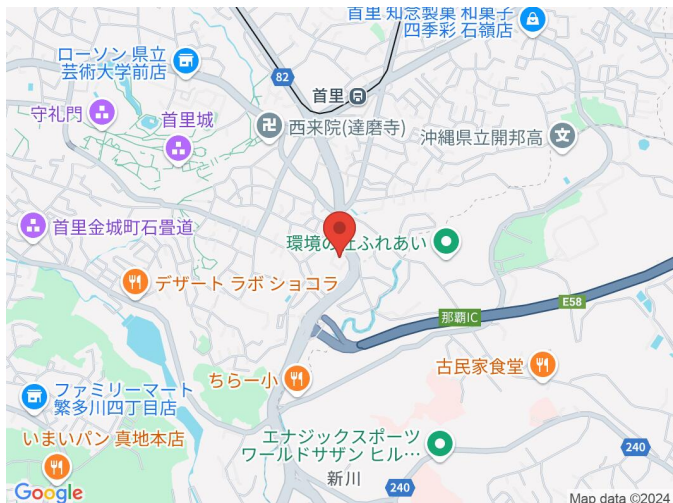 首里 知念製菓 和菓子
四季彩 石嶺店
ローソン 県立
芸術大学前店
82
首里
守礼門
首里城
西来院(達磨寺)
沖縄県立開邦高
首里金城町石畳道
環境の杜ふれあい
デザート ラボ ショコラ
E58
那覇IC
ちらー小
古民家食堂
ファミリーマート
繁多川四丁目店
いまいパン 真地本店
エナジックスポーツ
ワールドサザン ヒル…
240
新川
240
Google
Map data ©2024